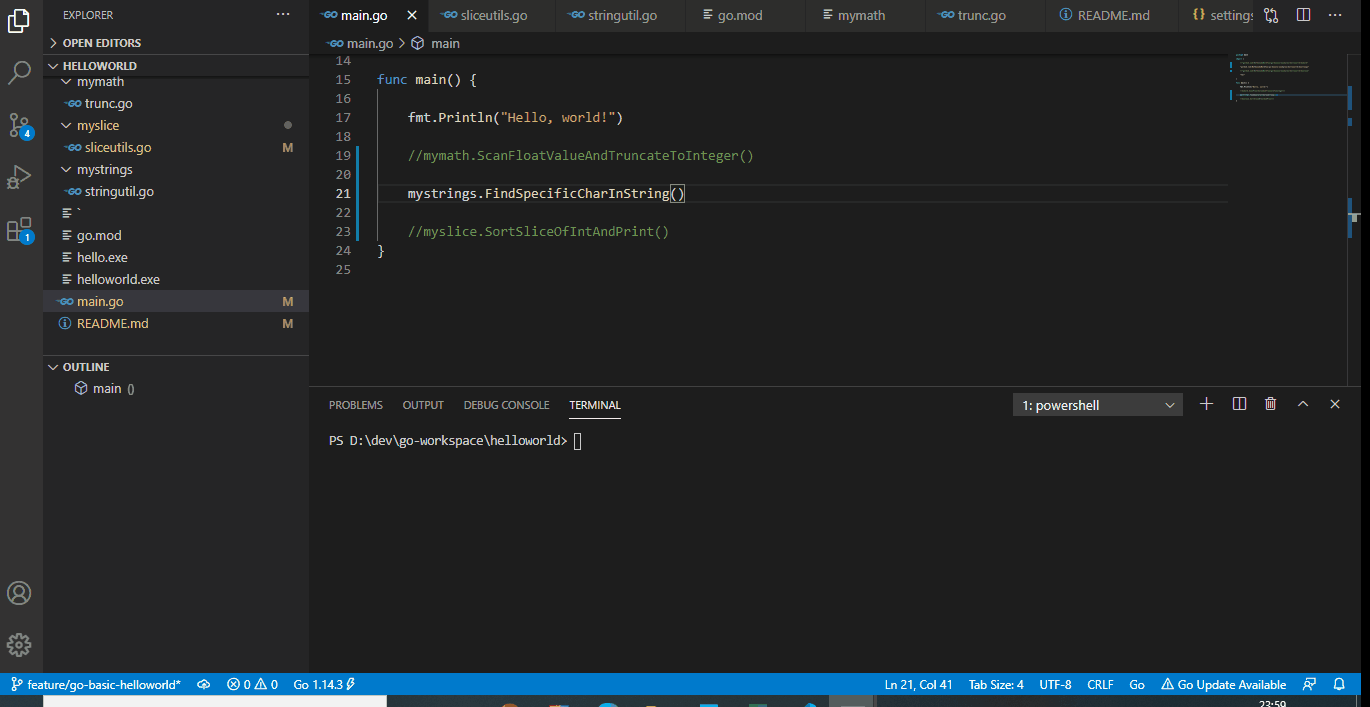 EXPLORER
main.go
sliceutils.go
stringutil.go
go.mod
mymath
trunc.go
README.md
settings
OPEN EDITORS
HELLOWORLD
mymath
trunc.go
myslice
sliceutils.go M
mystrings
stringutil.go
`
go.mod
hello.exe
helloworld.exe
main.go M
README.md M
OUTLINE
main ()
main.go > main
14
15 func main() {
16
17 fmt.Println("Hello, world!")
18
19 //mymath.ScanFloatValueAndTruncateToInteger()
20
21 mystrings.FindSpecificCharInString()
22
23 //myslice.SortSliceOfIntAndPrint()
24 }
25
4
1
PROBLEMS OUTPUT DEBUG CONSOLE TERMINAL 1: powershell
PS D:\dev\go-workspace\helloworld>
feature/go-basic-helloworld* 0 0 Go 1.14.3 Ln 21, Col 41 Tab Size: 4 UTF-8 CRLF Go Go Update Available
23:59